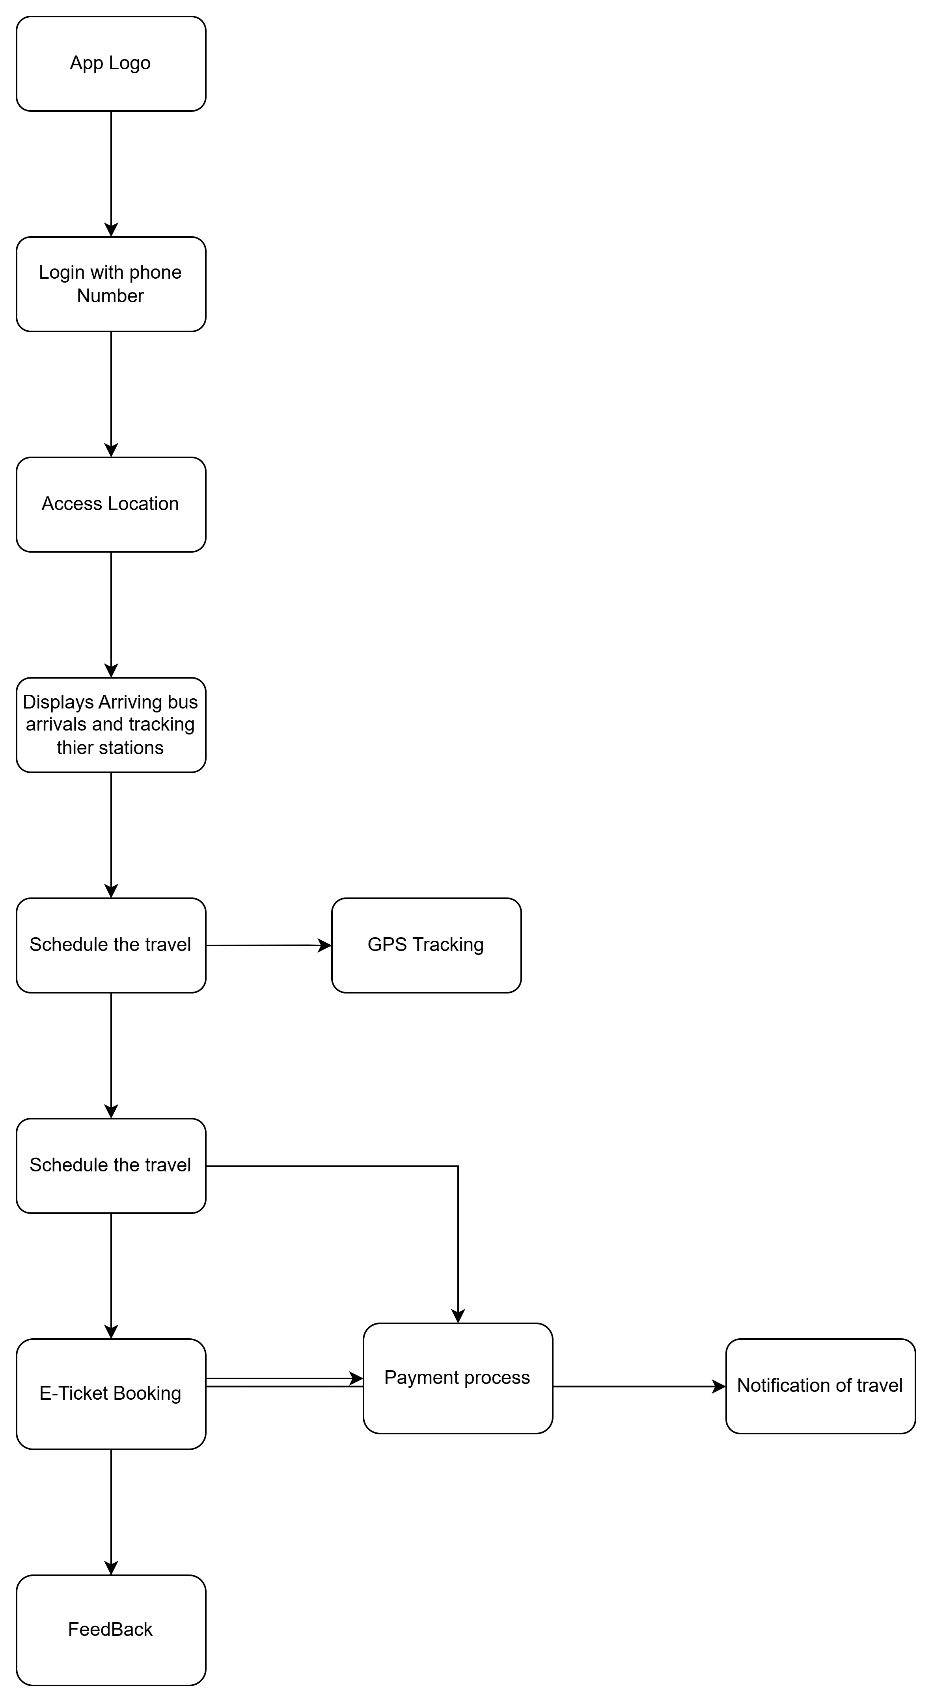 App Logo
Login with phone
Number
Access Location
Displays Arriving bus
arrivals and tracking
thier stations
Schedule the travel
GPS Tracking
Schedule the travel
E-Ticket Booking
Payment process
Notification of travel
FeedBack